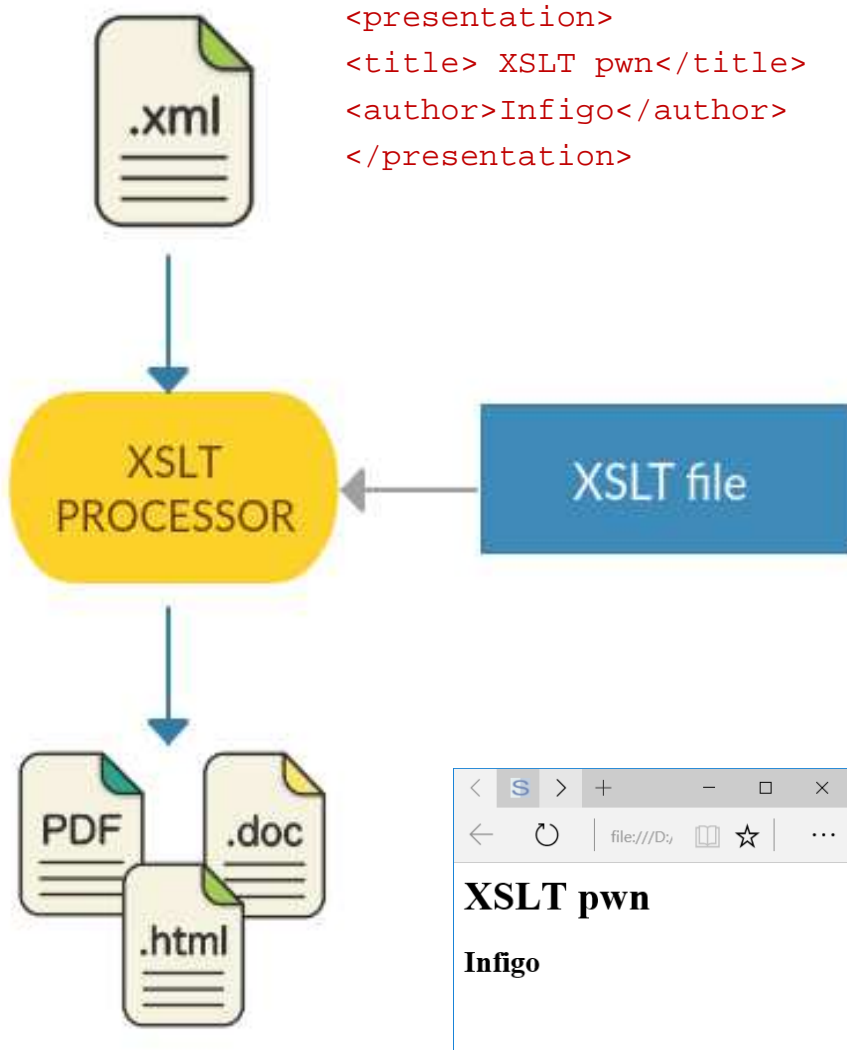 .xml
<presentation>
<title> XSLT pwn</title>
<author>Infigo</author>
</presentation>
XSLT
PROCESSOR
XSLT file
PDF
.doc
.html
S
file:///D:/
XSLT pwn
Infigo